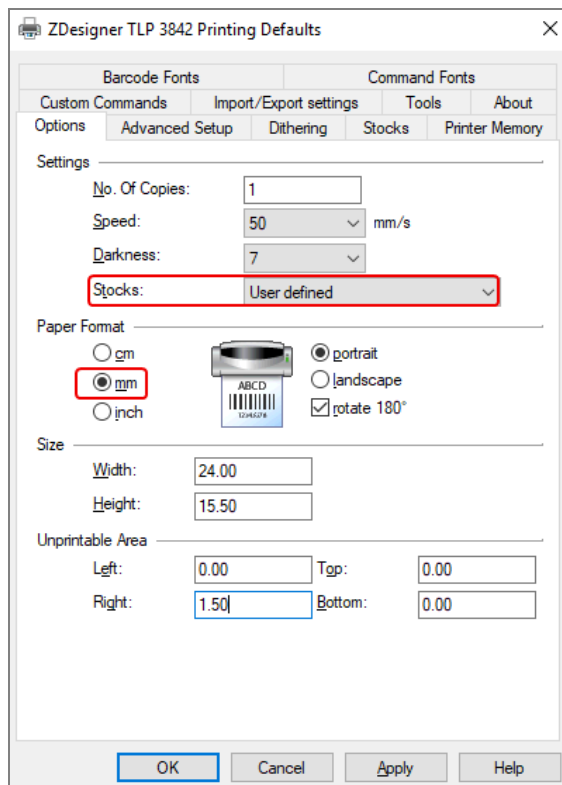 ZDesigner TLP 3842 Printing Defaults
Barcode Fonts Command Fonts
Custom Commands Import/Export settings Tools About
Options Advanced Setup Dithering Stocks Printer Memory
Settings
No. Of Copies: 1
Speed: 50 mm/s
Darkness: 7
Stocks: User defined
Paper Format
cm portrait
mm ABCD landscape
inch 12345678 rotate 180°
Size
Width: 24.00
Height: 15.50
Unprintable Area
Left: 0.00 Top: 0.00
Right: 1.50 Bottom: 0.00
OK Cancel Apply Help